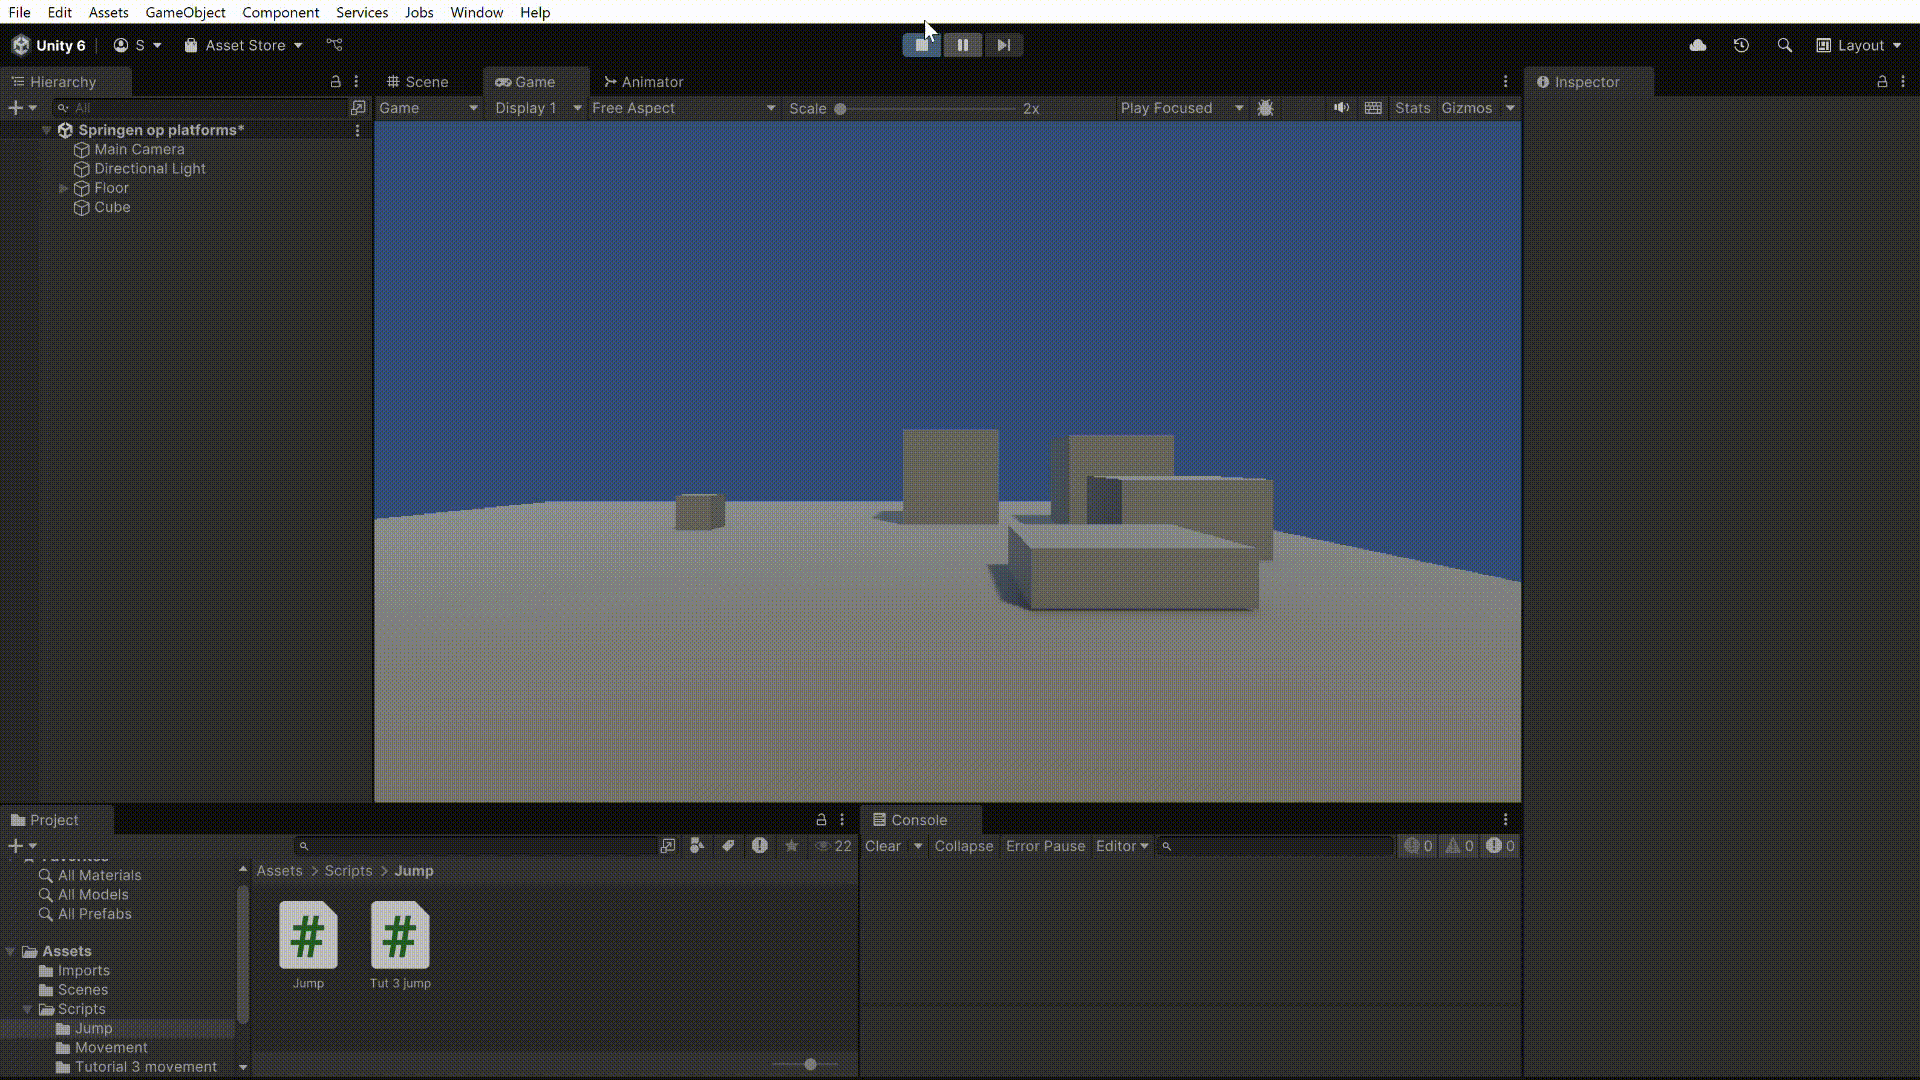 File Edit Assets GameObject Component Services Jobs Window Help
Unity 6 S Asset Store Layout
Hierarchy
All
Springen op platforms*
Main Camera
Directional Light
Floor
Cube
Scene Game Animator
Game Display 1 Free Aspect Scale 2x Play Focused Stats Gizmos
Inspector
Project
22
Favorites
All Materials
All Models
All Prefabs
Assets
Imports
Scenes
Scripts
Jump
Movement
Tutorial 3 movement
Assets > Scripts > Jump
#
#
Jump
Tut 3 jump
Console
Clear Collapse Error Pause Editor 0 0 0